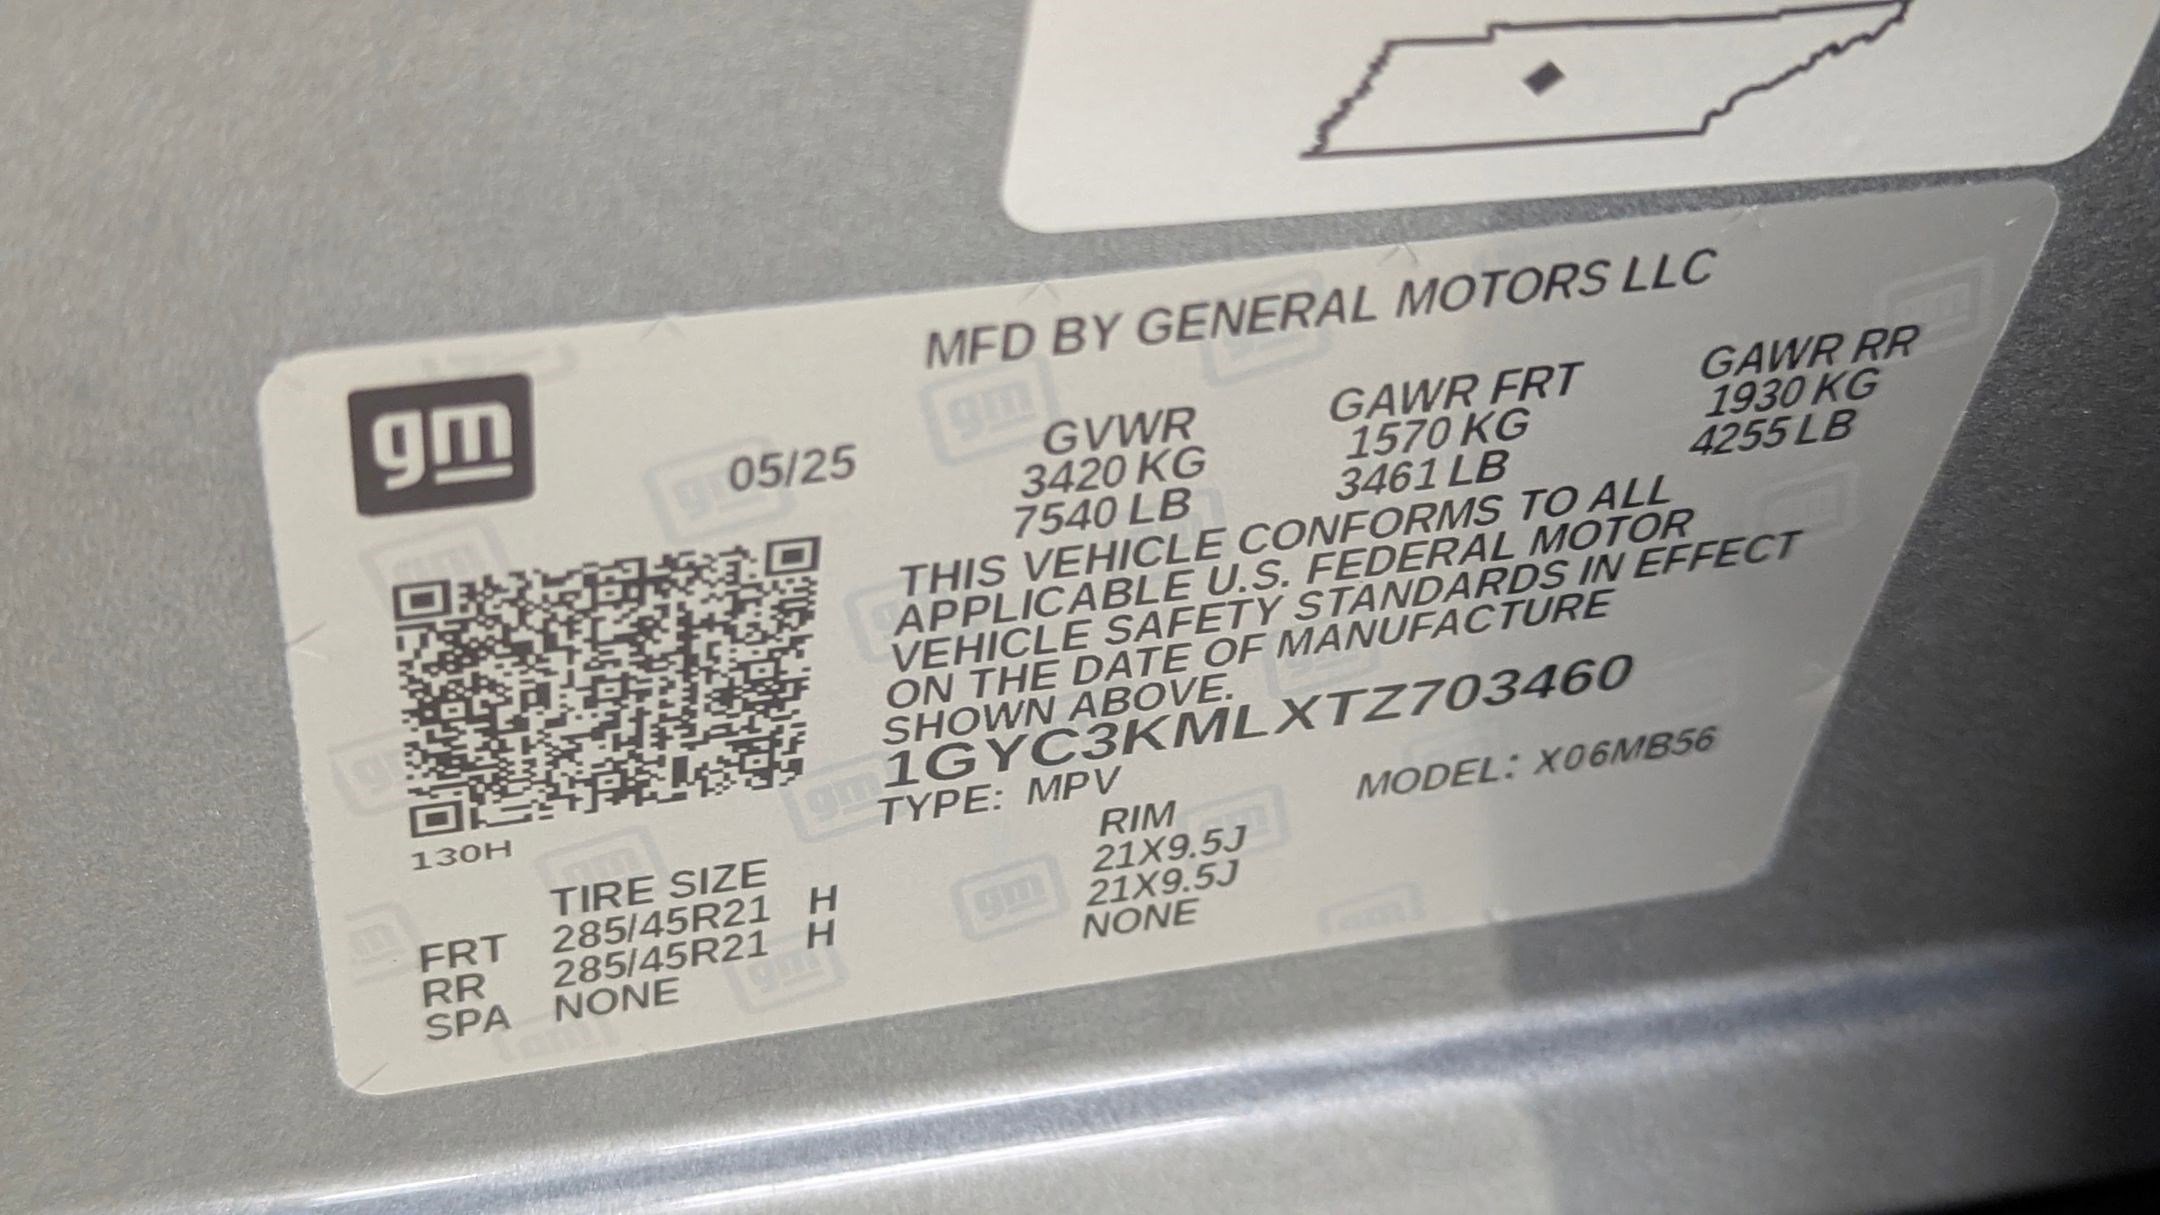 MFD BY GENERAL MOTORS LLC
gm
05/25
GVWR GAWR FRT GAWR RR
3420 KG 1570 KG 1930 KG
7540 LB 3461 LB 4255 LB
THIS VEHICLE CONFORMS TO ALL
APPLICABLE U.S. FEDERAL MOTOR
VEHICLE SAFETY STANDARDS IN EFFECT
ON THE DATE OF MANUFACTURE
SHOWN ABOVE.
1GYC3KMLXTZ703460
TYPE: MPV MODEL: X06MB56
130H
TIRE SIZE RIM
FRT 285/45R21 H 21X9.5J
RR 285/45R21 H 21X9.5J
SPA NONE NONE